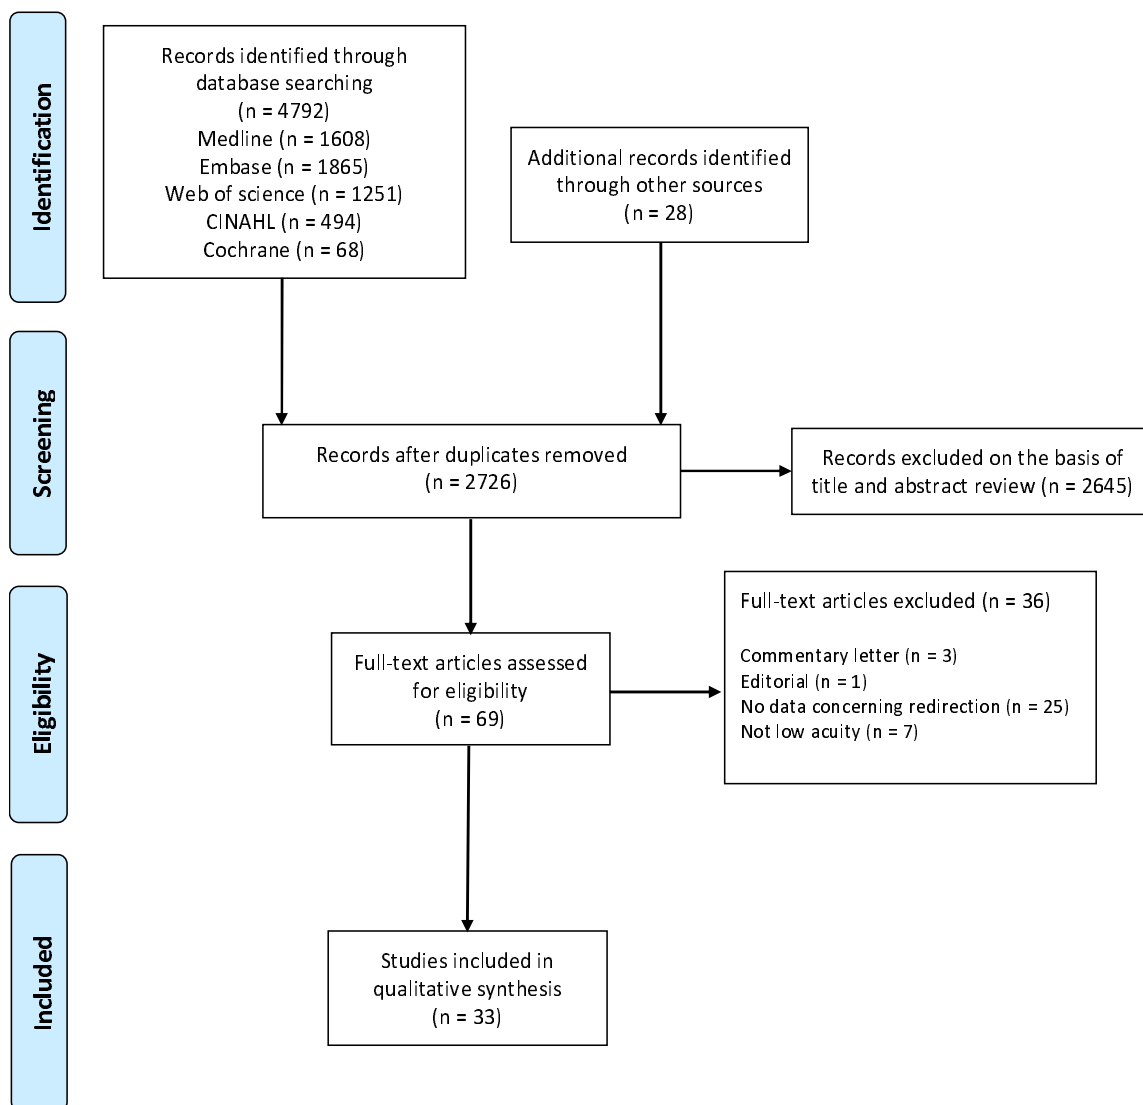 Identification
Records identified through
database searching
(n = 4792)
Medline (n = 1608)
Embase (n = 1865)
Web of science (n = 1251)
CINAHL (n = 494)
Cochrane (n = 68)
Additional records identified
through other sources
(n = 28)
Screening
Records after duplicates removed
(n = 2726)
Records excluded on the basis of
title and abstract review (n = 2645)
Eligibility
Full-text articles assessed
for eligibility
(n = 69)
Full-text articles excluded (n = 36)
Commentary letter (n = 3)
Editorial (n = 1)
No data concerning redirection (n = 25)
Not low acuity (n = 7)
Included
Studies included in
qualitative synthesis
(n = 33)